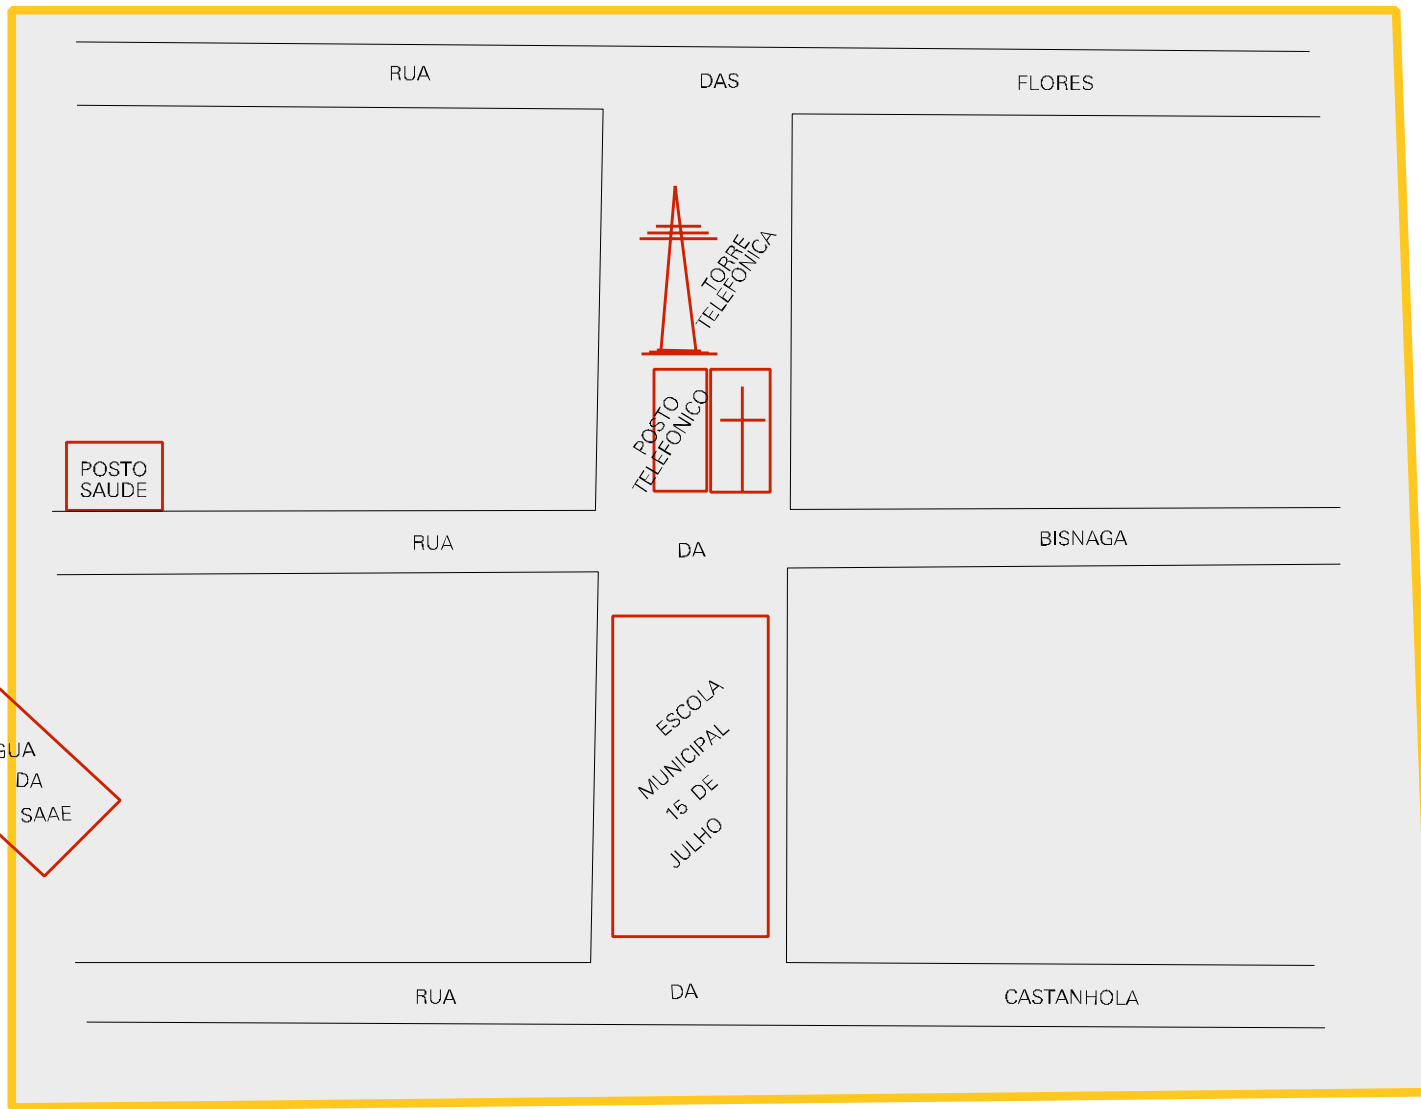 RUA DAS FLORES
TORRE
TELEFONICA
POSTO
TELEFONICO
POSTO
SAUDE
RUA DA BISNAGA
ESCOLA
MUNICIPAL
15 DE
JULHO
DA
SAAE
RUA DA CASTANHOLA